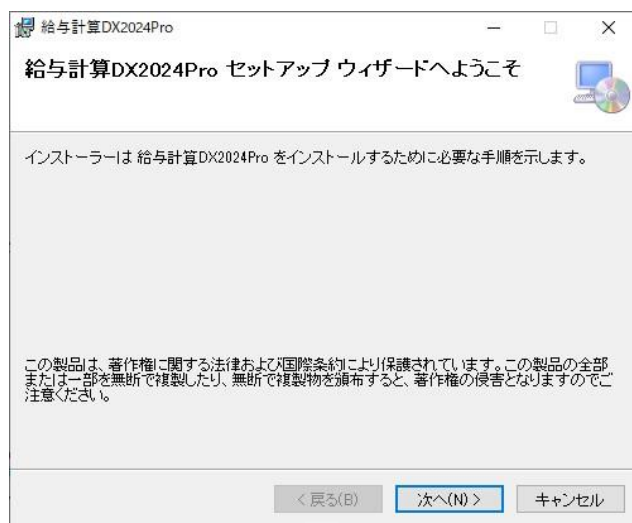 給与計算DX2024Pro
給与計算DX2024Pro セットアップ ウィザードへようこそ
インストーラーは 給与計算DX2024Pro をインストールするために必要な手順を示します。
この製品は、著作権に関する法律および国際条約により保護されています。この製品の全部
または一部を無断で複製したり、無断で複製物を頒布すると、著作権の侵害となりますのでご
注意ください。
< 戻る(B) 次へ(N) > キャンセル